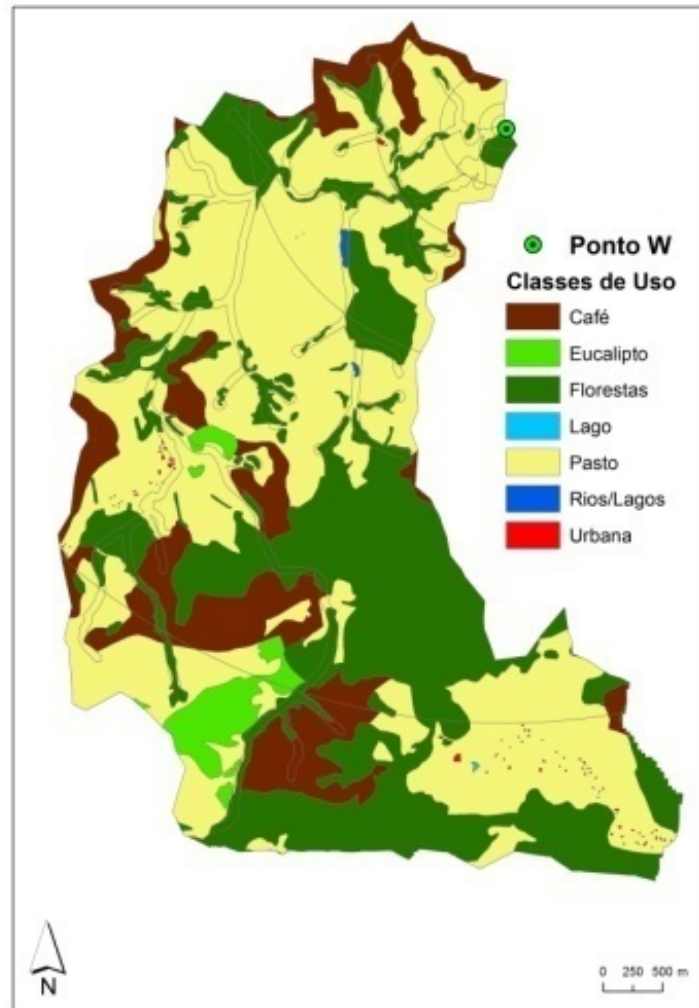 Ponto W
Classes de Uso
Café
Eucalipto
Florestas
Lago
Pasto
Rios/Lagos
Urbana
N
0 250 500 m